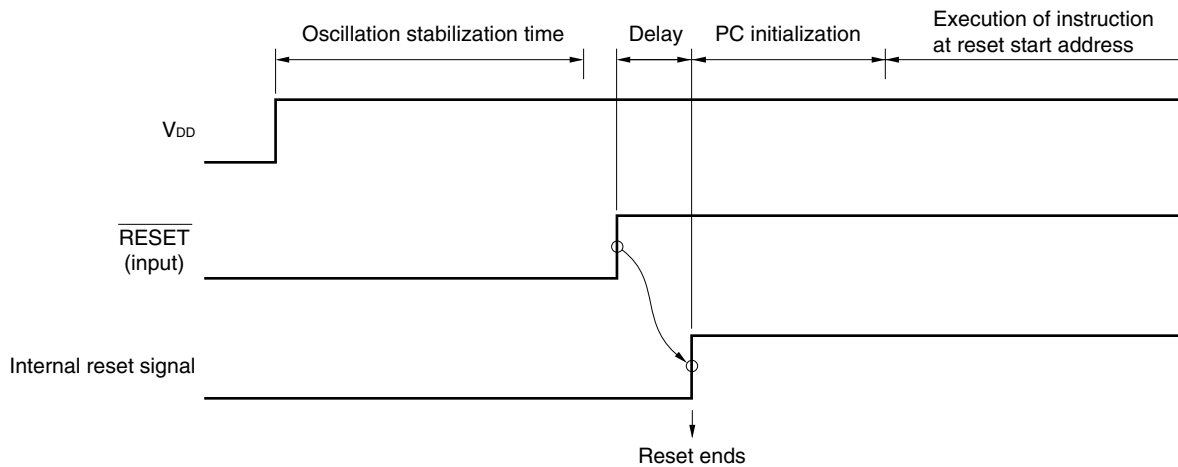 Oscillation stabilization time
Delay
PC initialization
Execution of instruction
at reset start address
VDD
RESET
(input)
Internal reset signal
Reset ends